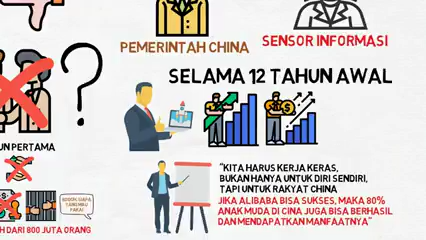 PEMERINTAH CHINA
SENSOR INFORMASI
SELAMA 12 TAHUN AWAL
UN PERTAMA
"KITA HARUS KERJA KERAS,
BUKAN HANYA UNTUK DIRI SENDIRI,
TAPI UNTUK RAKYAT CHINA
JIKA ALIBABA BISA SUKSES, MAKA 80%
ANAK MUDA DI CINA JUGA BISA BERHASIL
DAN MENDAPATKAN MANFAATNYA"
H DARI 800 JUTA ORANG